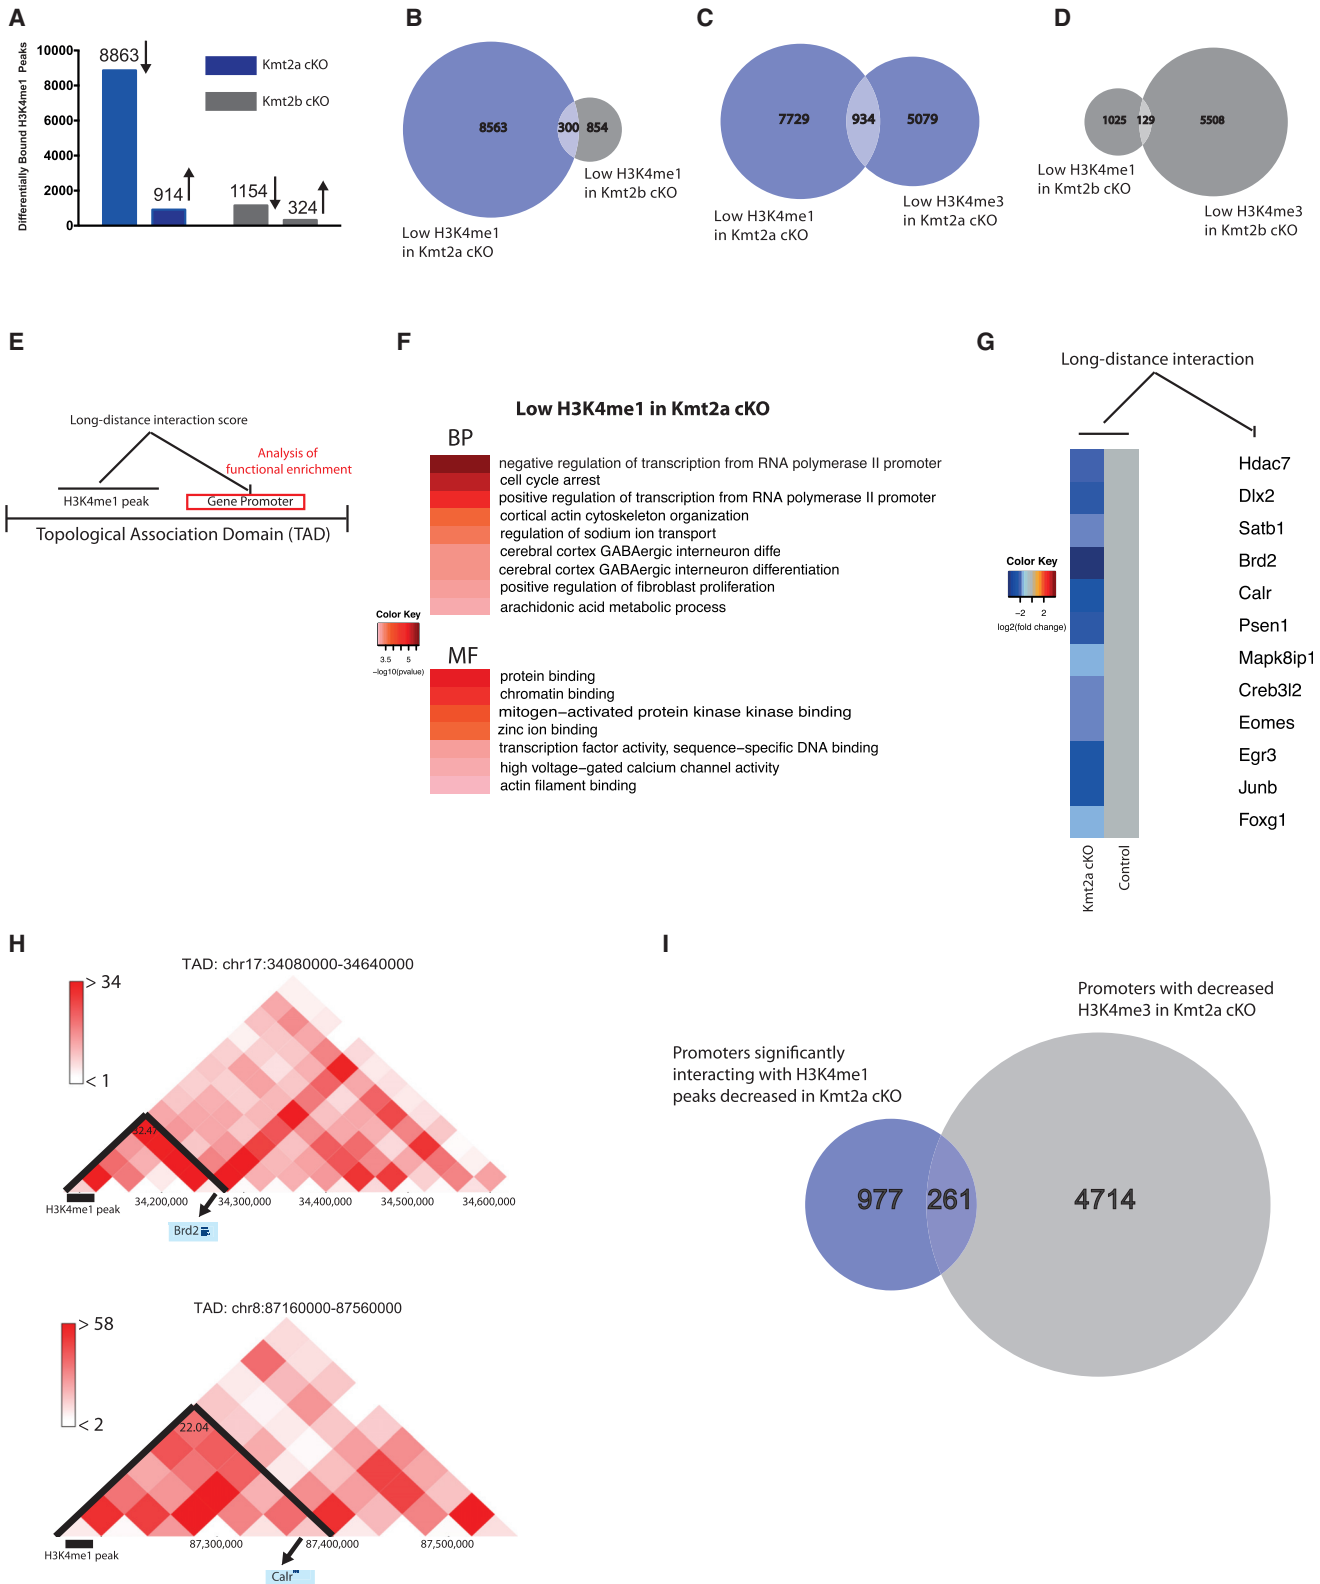 A
Differentially Bound H3K4me1 Peaks
10000
8000
6000
4000
2000
0
8863
914
1154
324
Kmt2a cKO
Kmt2b cKO
B
8563
300
854
Low H3K4me1
in Kmt2b cKO
Low H3K4me1
in Kmt2a cKO
C
7729
934
5079
Low H3K4me1
in Kmt2a cKO
Low H3K4me3
in Kmt2a cKO
D
1025
129
5508
Low H3K4me1
in Kmt2b cKO
Low H3K4me3
in Kmt2b cKO
E
Long-distance interaction score
Analysis of
functional enrichment
H3K4me1 peak
Gene Promoter
Topological Association Domain (TAD)
F
Low H3K4me1 in Kmt2a cKO
BP
negative regulation of transcription from RNA polymerase II promoter
cell cycle arrest
positive regulation of transcription from RNA polymerase II promoter
cortical actin cytoskeleton organization
regulation of sodium ion transport
cerebral cortex GABAergic interneuron diffe
cerebral cortex GABAergic interneuron differentiation
positive regulation of fibroblast proliferation
arachidonic acid metabolic process
Color Key
3.5 5
−log10(pvalue)
MF
protein binding
chromatin binding
mitogen−activated protein kinase kinase binding
zinc ion binding
transcription factor activity, sequence−specific DNA binding
high voltage−gated calcium channel activity
actin filament binding
G
Long-distance interaction
Color Key
−2 2
log2(fold change)
Hdac7
Dlx2
Satb1
Brd2
Calr
Psen1
Mapk8ip1
Creb3l2
Eomes
Egr3
Junb
Foxg1
Kmt2a cKO
Control
H
TAD: chr17:34080000-34640000
> 34
< 1
32.47
34,200,000
34,300,000
34,400,000
34,500,000
34,600,000
H3K4me1 peak
Brd2
TAD: chr8:87160000-87560000
> 58
< 2
22.04
87,300,000
87,400,000
87,500,000
H3K4me1 peak
Calr
I
Promoters with decreased
H3K4me3 in Kmt2a cKO
Promoters significantly
interacting with H3K4me1
peaks decreased in Kmt2a cKO
977
261
4714